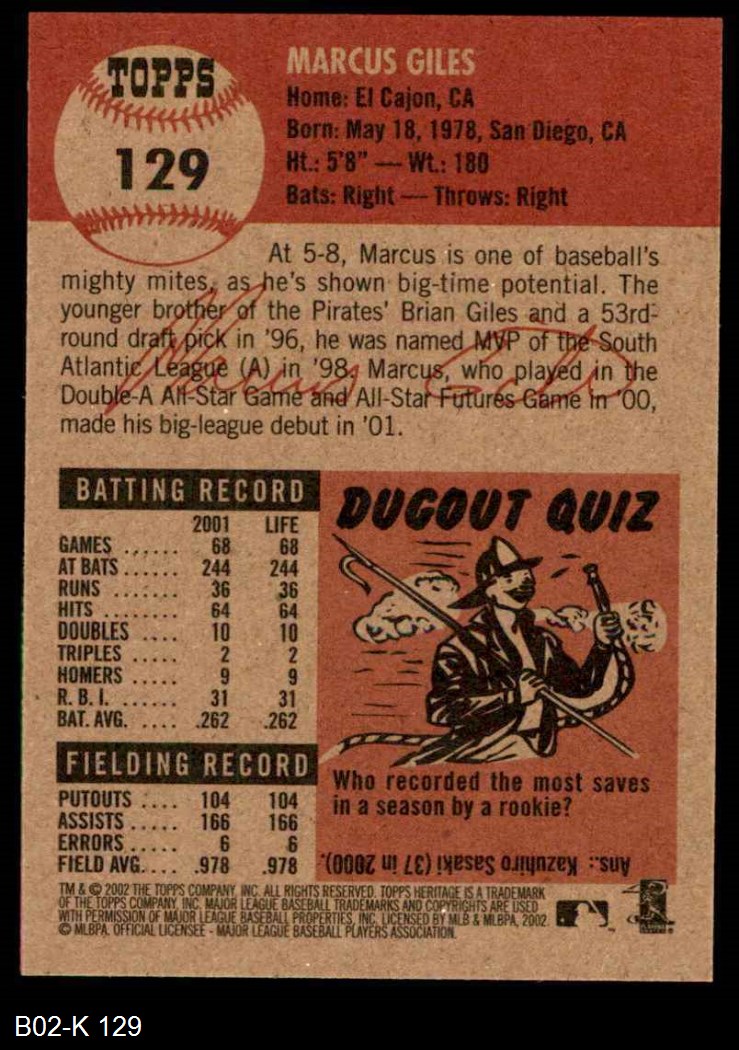 TOPPS
129
MARCUS GILES
Home: El Cajon, CA
Born: May 18, 1978, San Diego, CA
Ht.: 5'8" — Wt.: 180
Bats: Right — Throws: Right
At 5-8, Marcus is one of baseball's
mighty mites, as he's shown big-time potential. The
younger brother of the Pirates' Brian Giles and a 53rd-
round draft pick in '96, he was named MVP of the South
Atlantic League (A) in '98. Marcus, who played in the
Double-A All-Star Game and All-Star Futures Game in '00,
made his big-league debut in '01.
Marcus Giles
BATTING RECORD
2001 LIFE
GAMES ...... 68 68
AT BATS ...... 244 244
RUNS ...... 36 36
HITS ........ 64 64
DOUBLES .... 10 10
TRIPLES ..... 2 2
HOMERS ..... 9 9
R. B. I. ..... 31 31
BAT. AVG. .... .262 .262
FIELDING RECORD
PUTOUTS .... 104 104
ASSISTS ..... 166 166
ERRORS ..... 6 6
FIELD AVG.... .978 .978
DUGOUT QUIZ
Who recorded the most saves
in a season by a rookie?
Ans.: Kazuhiro Sasaki (37 in 2000).
TM & © 2002 THE TOPPS COMPANY, INC. ALL RIGHTS RESERVED. TOPPS HERITAGE IS A TRADEMARK
OF THE TOPPS COMPANY, INC. MAJOR LEAGUE BASEBALL TRADEMARKS AND COPYRIGHTS ARE USED
WITH PERMISSION OF MAJOR LEAGUE BASEBALL PROPERTIES, INC. LICENSED BY MLB & MLBPA, 2002.
© MLBPA. OFFICIAL LICENSEE - MAJOR LEAGUE BASEBALL PLAYERS ASSOCIATION.
B02-K 129